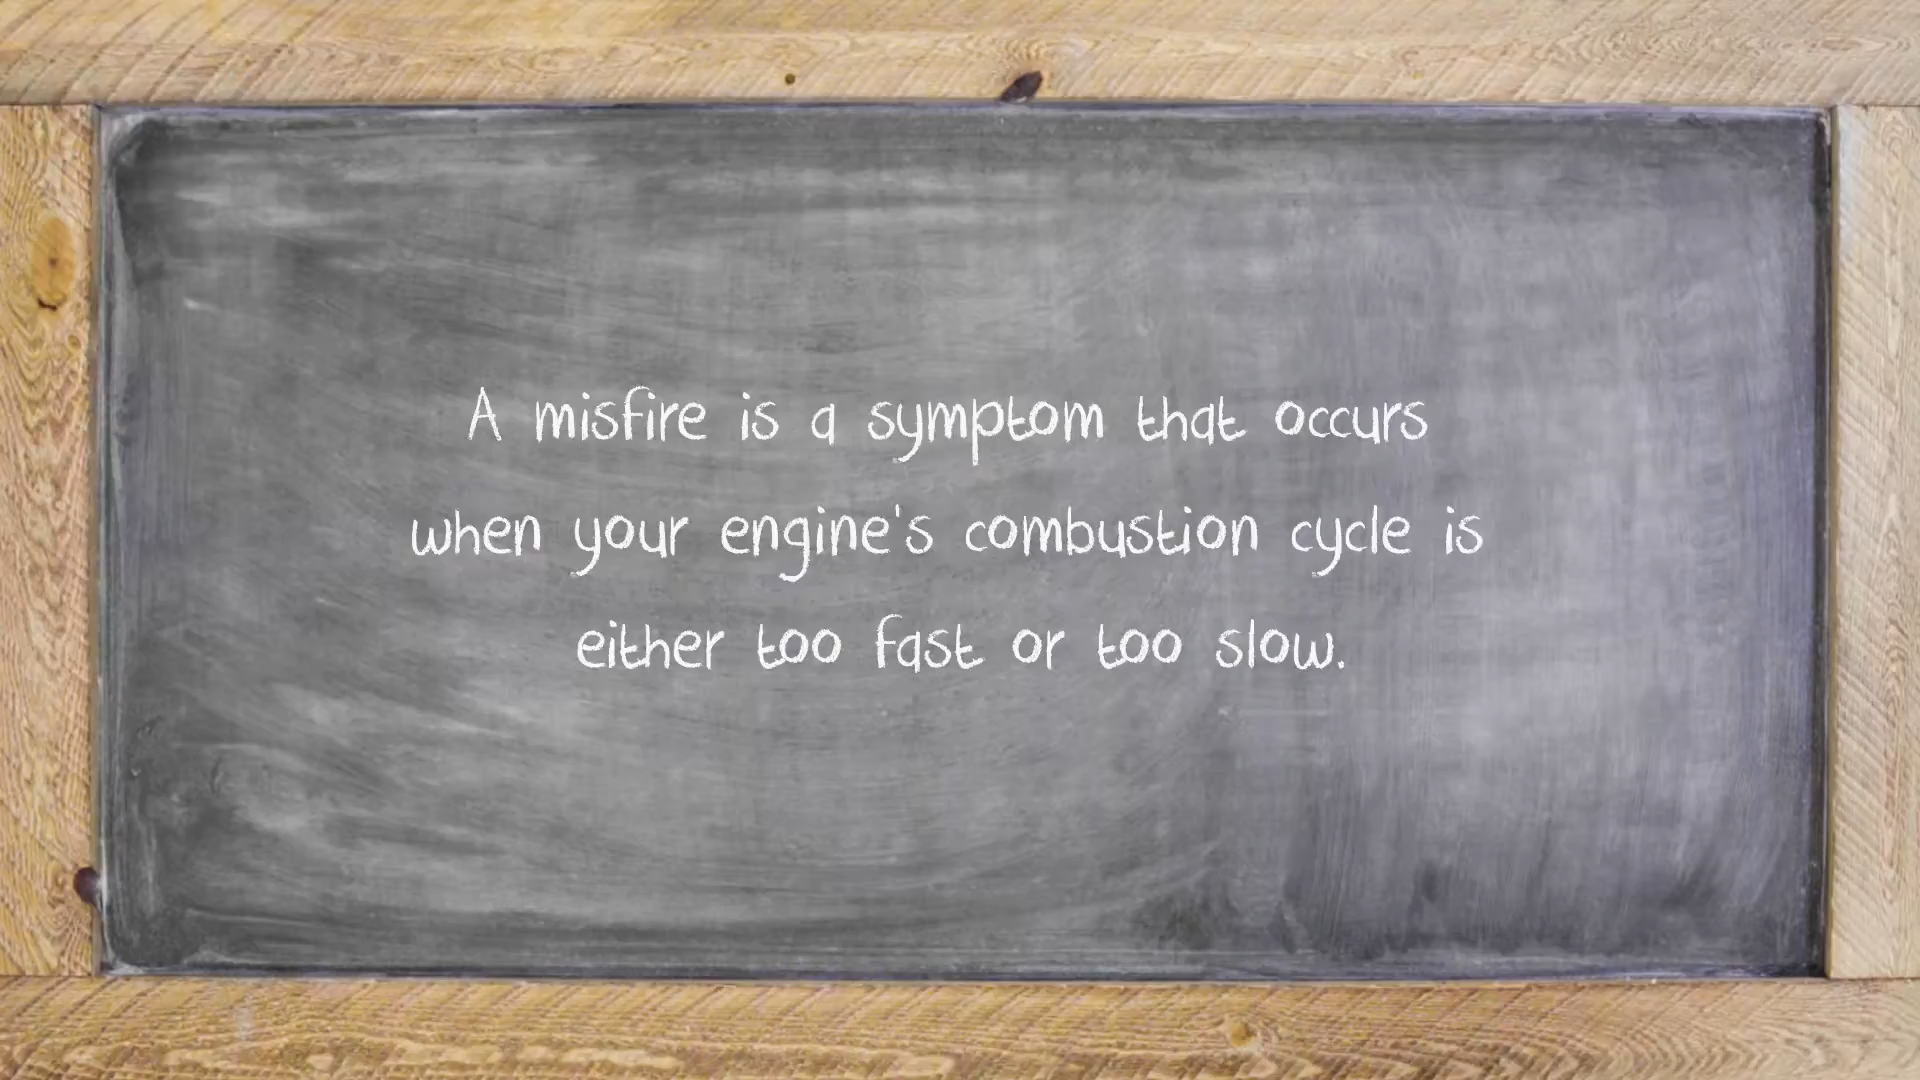 A misfire is a symptom that occurs
when your engine's combustion cycle is
either too fast or too slow.